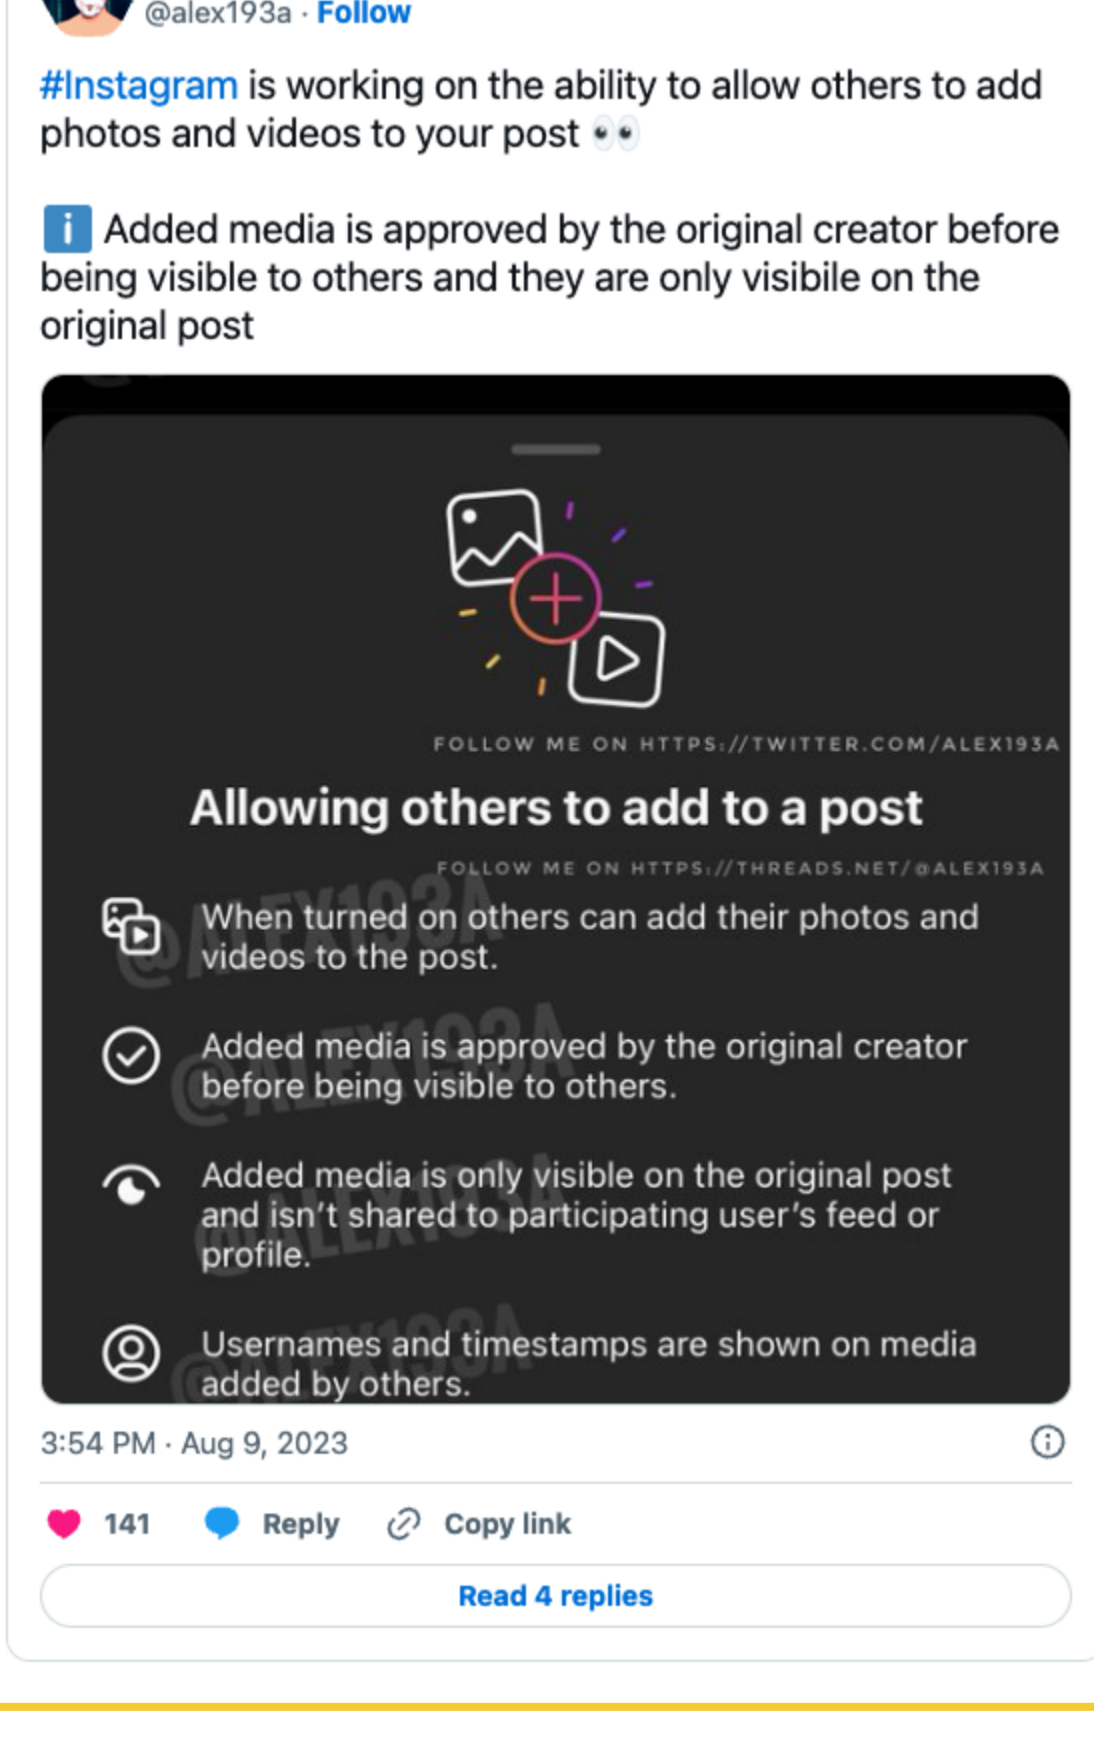 @alex193a · Follow
#Instagram is working on the ability to allow others to add
photos and videos to your post 👀
ℹ️ Added media is approved by the original creator before
being visible to others and they are only visibile on the
original post
FOLLOW ME ON HTTPS://TWITTER.COM/ALEX193A
Allowing others to add to a post
FOLLOW ME ON HTTPS://THREADS.NET/@ALEX193A
@ALEX193A
When turned on others can add their photos and
videos to the post.
@ALEX193A
Added media is approved by the original creator
before being visible to others.
@ALEX193A
Added media is only visible on the original post
and isn't shared to participating user's feed or
profile.
@ALEX193A
Usernames and timestamps are shown on media
added by others.
3:54 PM · Aug 9, 2023
141 Reply Copy link
Read 4 replies